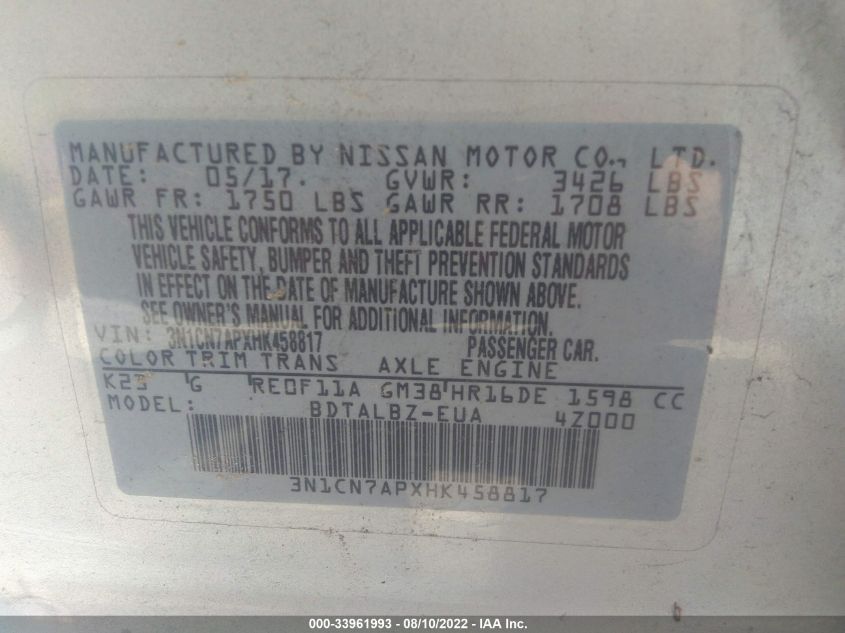 MANUFACTURED BY NISSAN MOTOR CO., LTD.
DATE: 05/17. GVWR: 3426 LBS
GAWR FR: 1750 LBS GAWR RR: 1708 LBS
THIS VEHICLE CONFORMS TO ALL APPLICABLE FEDERAL MOTOR
VEHICLE SAFETY, BUMPER AND THEFT PREVENTION STANDARDS
IN EFFECT ON THE DATE OF MANUFACTURE SHOWN ABOVE.
SEE OWNER'S MANUAL FOR ADDITIONAL INFORMATION.
VIN: 3N1CN7APXHK458817 PASSENGER CAR.
COLOR TRIM TRANS AXLE ENGINE
K23 G RE0F11A GM38 HR16DE 1598 CC
MODEL: BDTALBZ-EUA 4Z000
3N1CN7APXHK458817
000-33961993 - 08/10/2022 - IAA Inc.